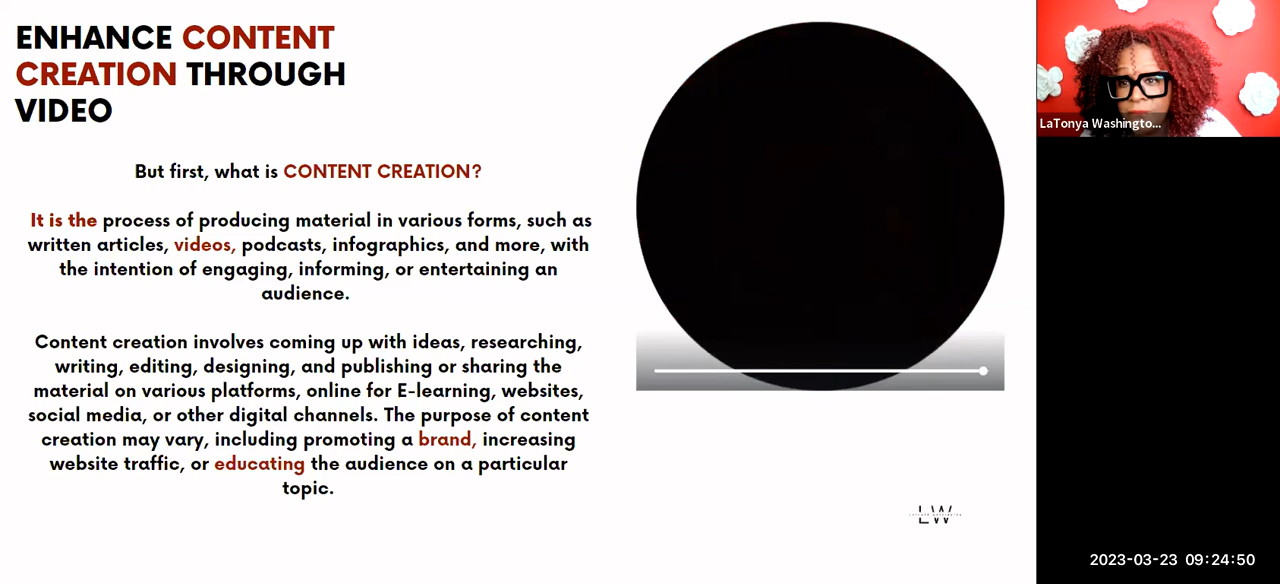 ENHANCE CONTENT
CREATION THROUGH
VIDEO
But first, what is CONTENT CREATION?
It is the process of producing material in various forms, such as
written articles, videos, podcasts, infographics, and more, with
the intention of engaging, informing, or entertaining an
audience.
Content creation involves coming up with ideas, researching,
writing, editing, designing, and publishing or sharing the
material on various platforms, online for E-learning, websites,
social media, or other digital channels. The purpose of content
creation may vary, including promoting a brand, increasing
website traffic, or educating the audience on a particular
topic.
LW
LaTonya Washingto...
2023-03-23 09:24:50